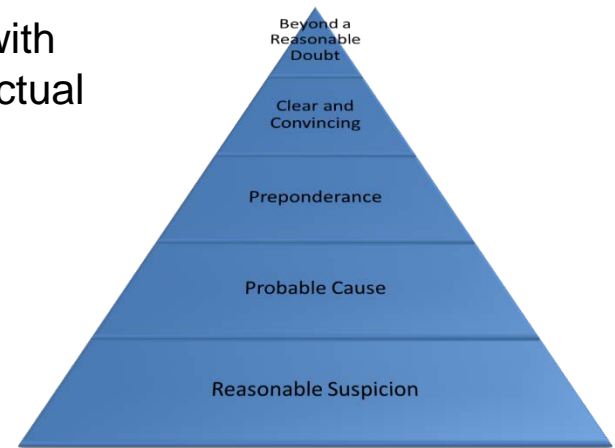 with
ctual
Beyond a
Reasonable
Doubt
Clear and
Convincing
Preponderance
Probable Cause
Reasonable Suspicion